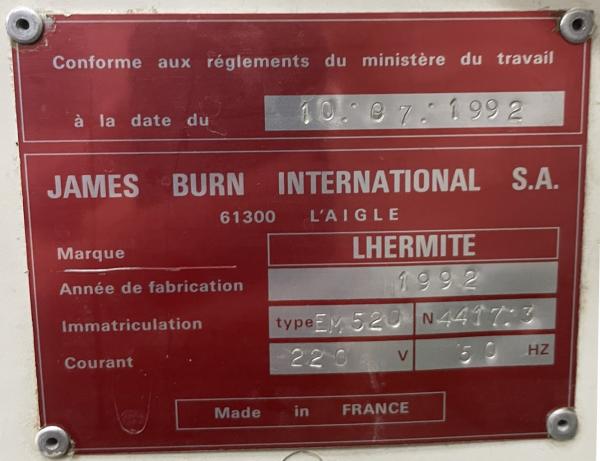 Conforme aux réglements du ministère du travail
à la date du 10.07.1992
JAMES BURN INTERNATIONAL S.A.
61300 L'AIGLE
Marque LHERMITE
Année de fabrication 1992
Immatriculation type EM 520 N 4417.3
Courant 220 V 50 HZ
Made in FRANCE